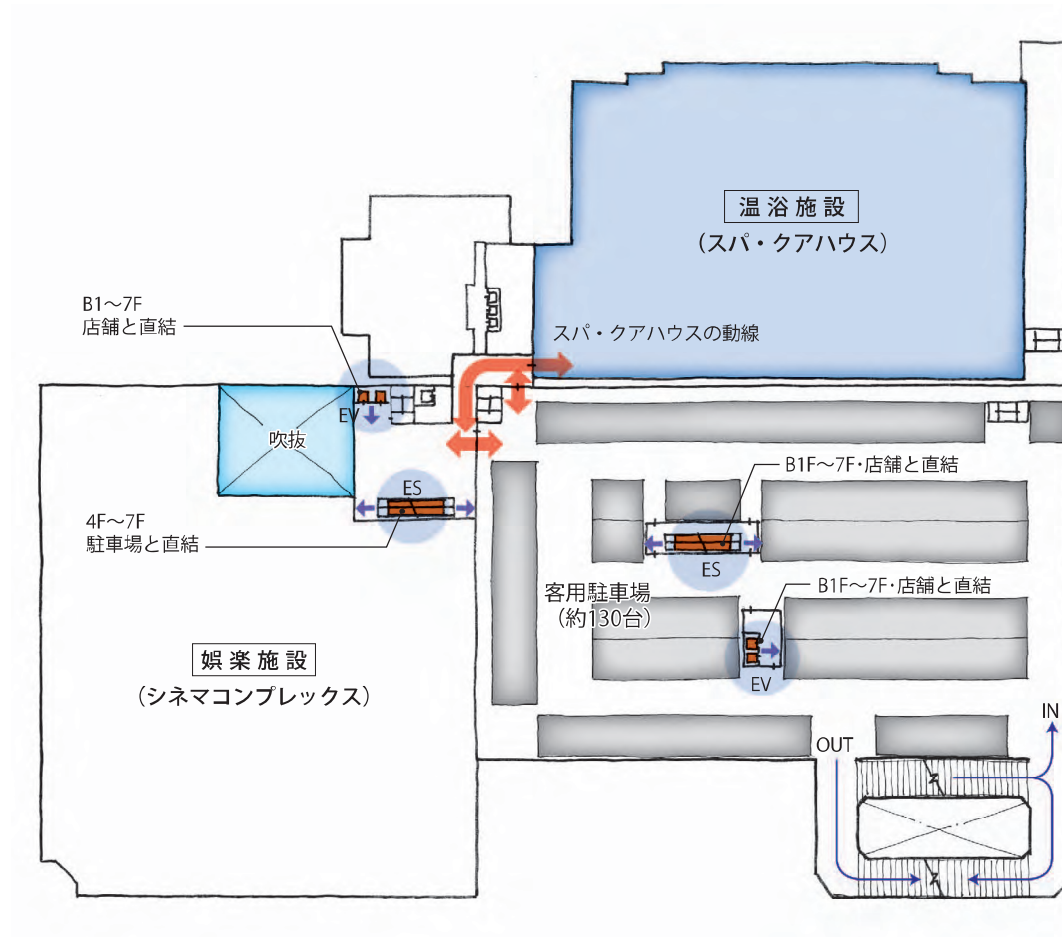 温浴施設
（スパ・クアハウス）
B1～7F
店舗と直結
スパ・クアハウスの動線
EV
吹抜
ES
B1F～7F・店舗と直結
4F～7F
駐車場と直結
ES
客用駐車場
（約130台）
B1F～7F・店舗と直結
娯楽施設
（シネマコンプレックス）
EV
IN
OUT